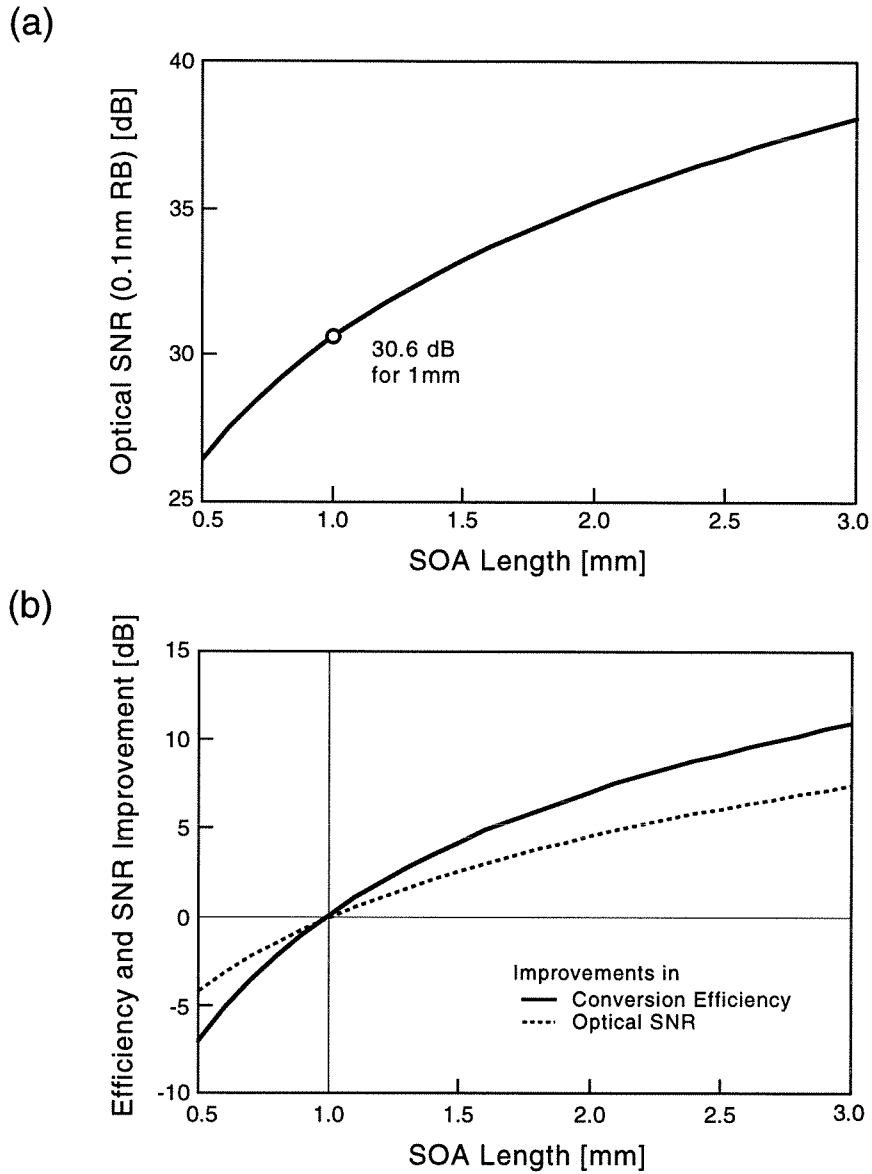 (a)
Optical SNR (0.1nm RB) [dB]
40
35
30
25
30.6 dB
for 1mm
0.5 1.0 1.5 2.0 2.5 3.0
SOA Length [mm]
(b)
Efficiency and SNR Improvement [dB]
15
10
5
0
-5
-10
Improvements in
Conversion Efficiency
Optical SNR
0.5 1.0 1.5 2.0 2.5 3.0
SOA Length [mm]